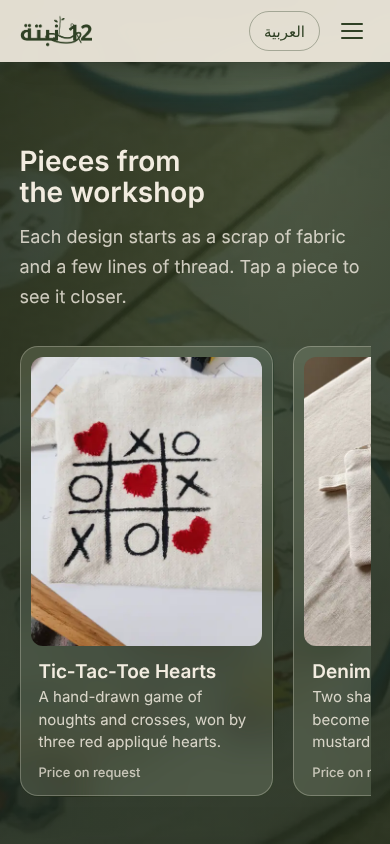 12 نبتة
العربية
Pieces from
the workshop
Each design starts as a scrap of fabric
and a few lines of thread. Tap a piece to
see it closer.
X O
O X
X O
Tic-Tac-Toe Hearts
A hand-drawn game of
noughts and crosses, won by
three red appliqué hearts.
Price on request
Denim
Two sha
become
mustard
Price on r